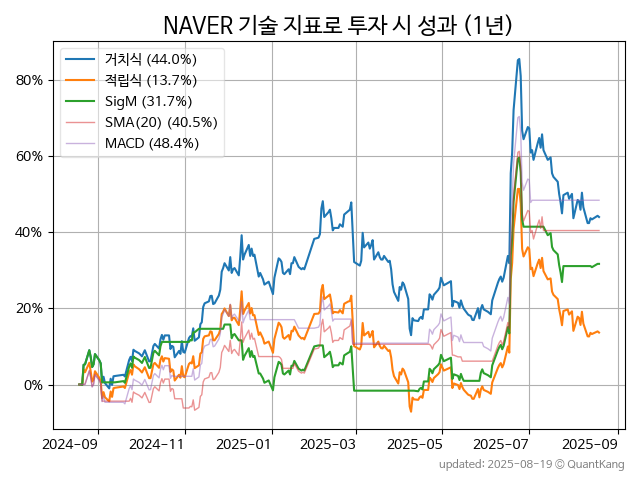 NAVER 기술 지표로 투자 시 성과 (1년)
거치식 (44.0%)
적립식 (13.7%)
SigM (31.7%)
SMA(20) (40.5%)
MACD (48.4%)
80%
60%
40%
20%
0%
2024-09 2024-11 2025-01 2025-03 2025-05 2025-07 2025-09
updated: 2025-08-19 © QuantKang